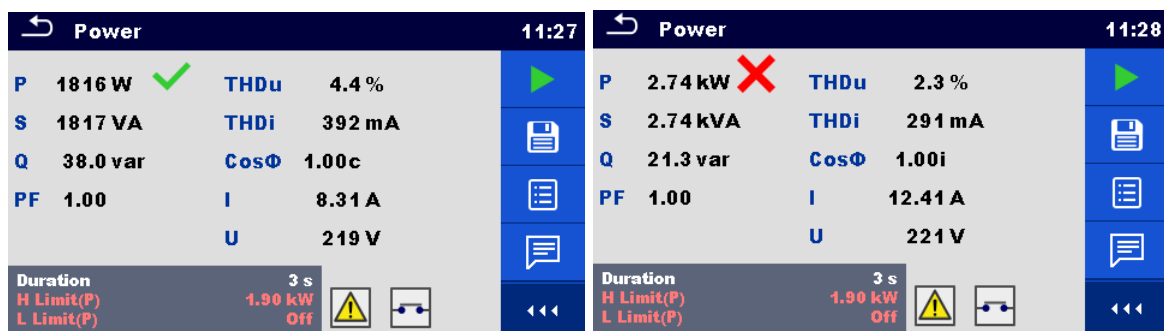 Power 11:27
P 1816 W THDu 4.4 %
S 1817 VA THDi 392 mA
Q 38.0 var CosΦ 1.00c
PF 1.00 I 8.31 A
U 219 V
Duration 3 s
H Limit(P) 1.90 kW
L Limit(P) Off
Power 11:28
P 2.74 kW THDu 2.3 %
S 2.74 kVA THDi 291 mA
Q 21.3 var CosΦ 1.00i
PF 1.00 I 12.41 A
U 221 V
Duration 3 s
H Limit(P) 1.90 kW
L Limit(P) Off